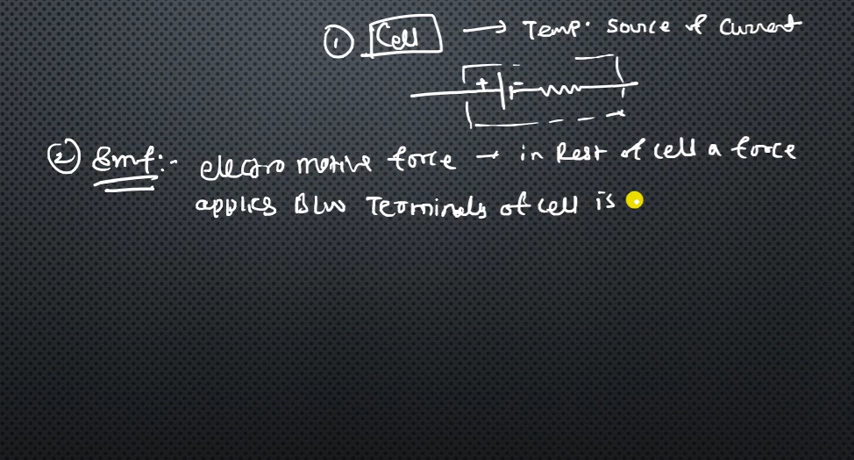 ① Cell → Temp. Source of Current
+ -
② Emf:- electro motive force → in Rest of cell a force
applies B/w Terminals of cell is